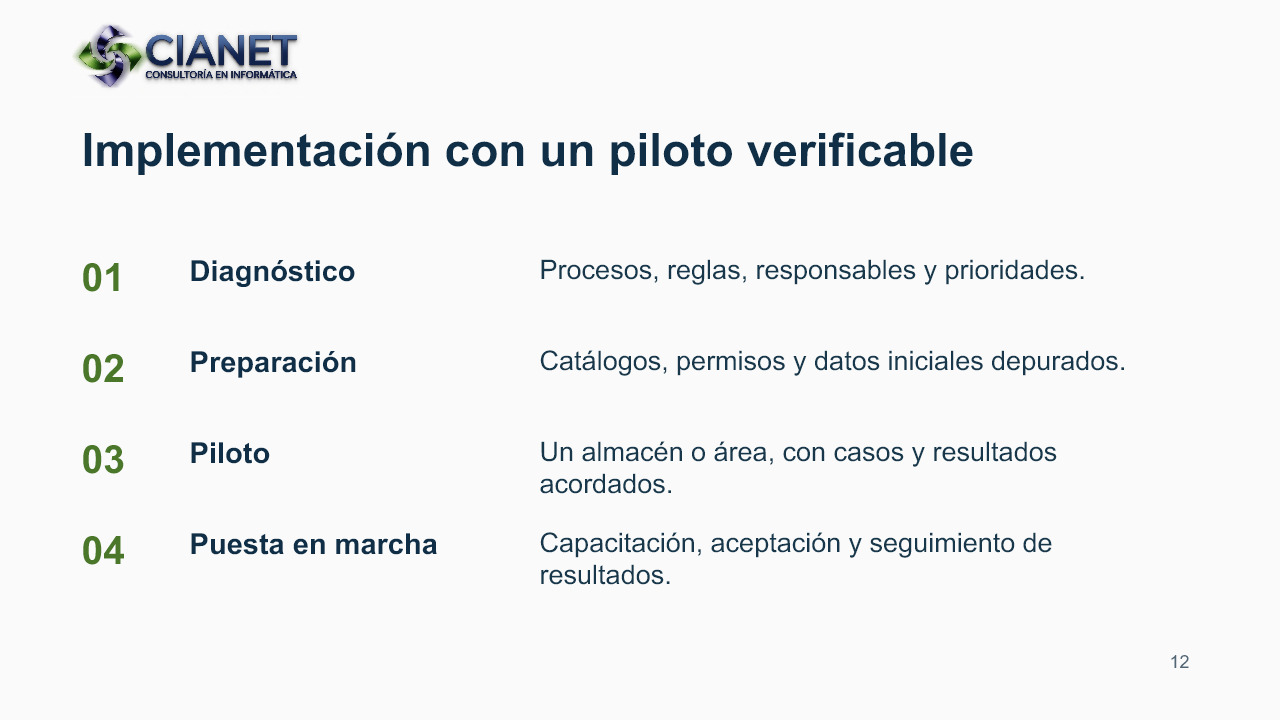 CIANET
CONSULTORÍA EN INFORMÁTICA
Implementación con un piloto verificable
01 Diagnóstico Procesos, reglas, responsables y prioridades.
02 Preparación Catálogos, permisos y datos iniciales depurados.
03 Piloto Un almacén o área, con casos y resultados
acordados.
04 Puesta en marcha Capacitación, aceptación y seguimiento de
resultados.
12